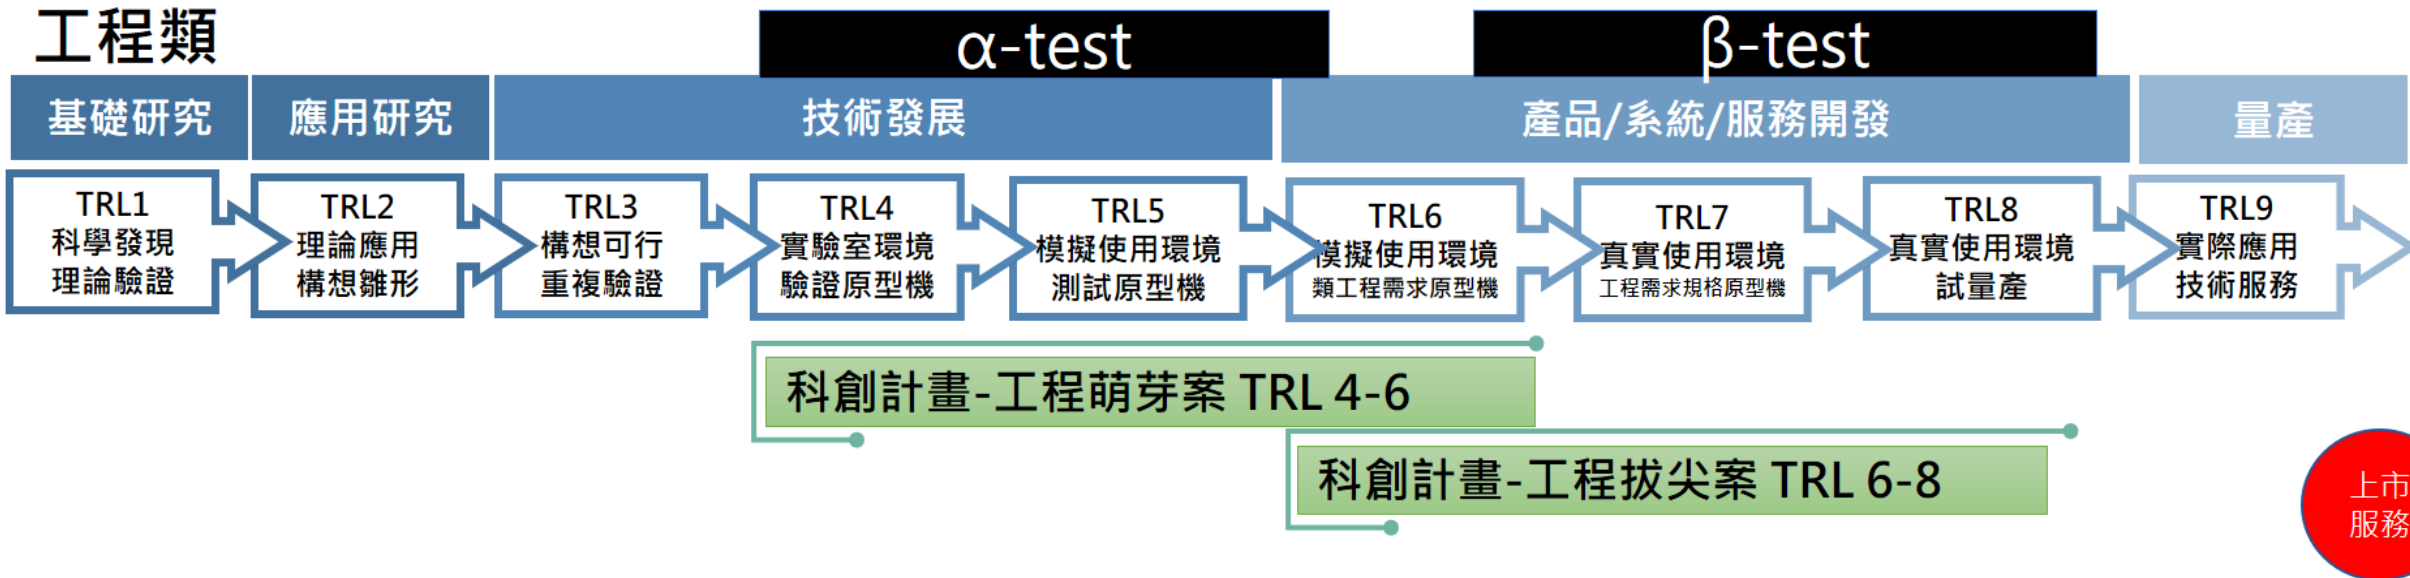 工程類
α-test
β-test
基礎研究
應用研究
技術發展
產品/系統/服務開發
量產
TRL1
科學發現
理論驗證
TRL2
理論應用
構想雛形
TRL3
構想可行
重複驗證
TRL4
實驗室環境
驗證原型機
TRL5
模擬使用環境
測試原型機
TRL6
模擬使用環境
類工程需求原型機
TRL7
真實使用環境
工程需求規格原型機
TRL8
真實使用環境
試量產
TRL9
實際應用
技術服務
科創計畫-工程萌芽案 TRL 4-6
科創計畫-工程拔尖案 TRL 6-8
上市
服務